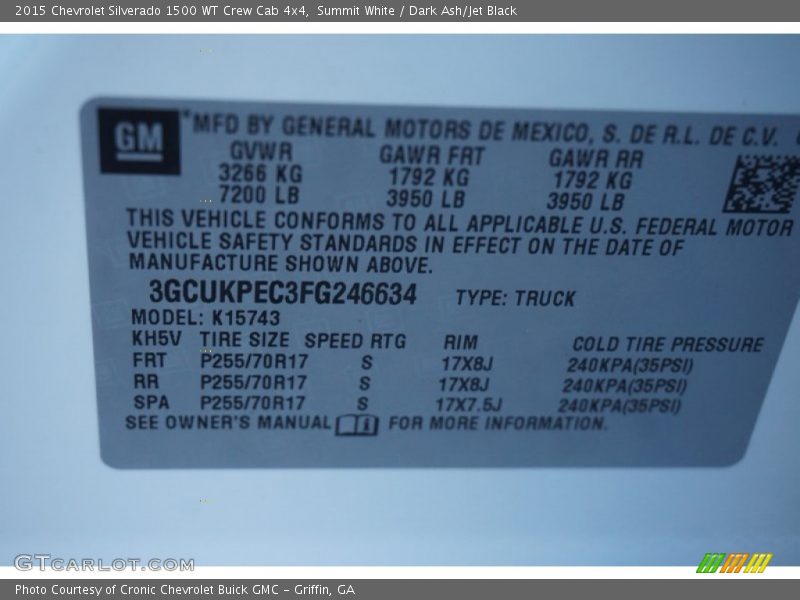 2015 Chevrolet Silverado 1500 WT Crew Cab 4x4,  Summit White / Dark Ash/Jet Black
GM
*MFD BY GENERAL MOTORS DE MEXICO, S. DE R.L. DE C.V.
GVWR GAWR FRT GAWR RR
3266 KG 1792 KG 1792 KG
7200 LB 3950 LB 3950 LB
THIS VEHICLE CONFORMS TO ALL APPLICABLE U.S. FEDERAL MOTOR
VEHICLE SAFETY STANDARDS IN EFFECT ON THE DATE OF
MANUFACTURE SHOWN ABOVE.
3GCUKPEC3FG246634 TYPE: TRUCK
MODEL: K15743
KH5V TIRE SIZE SPEED RTG RIM COLD TIRE PRESSURE
FRT P255/70R17 S 17X8J 240KPA(35PSI)
RR P255/70R17 S 17X8J 240KPA(35PSI)
SPA P255/70R17 S 17X7.5J 240KPA(35PSI)
SEE OWNER'S MANUAL FOR MORE INFORMATION.
GTCARLOT.COM
Photo Courtesy of Cronic Chevrolet Buick GMC - Griffin, GA